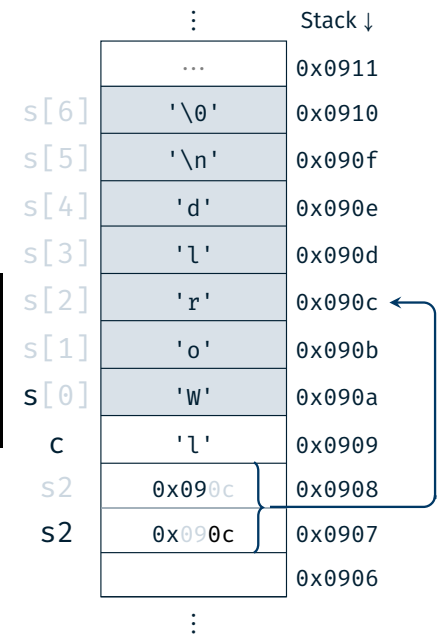 ⋮ Stack ↓
... 0x0911
s[6] '\0' 0x0910
s[5] '\n' 0x090f
s[4] 'd' 0x090e
s[3] 'l' 0x090d
s[2] 'r' 0x090c
s[1] 'o' 0x090b
s[0] 'W' 0x090a
c 'l' 0x0909
s2 0x090c 0x0908
s2 0x090c 0x0907
0x0906
⋮